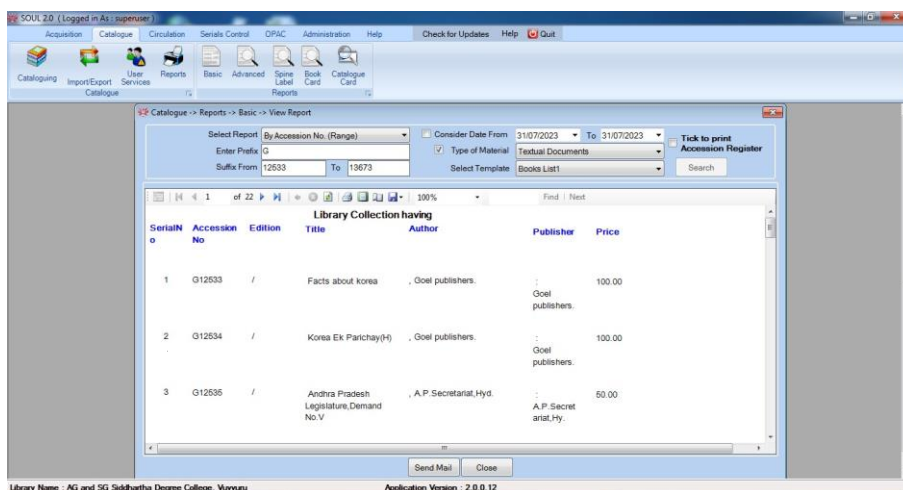 SOUL 2.0 ( Logged in As : superuser )
Acquisition Catalogue Circulation Serials Control OPAC Administration Help Check for Updates Help Quit
Cataloguing Import/Export User Services Reports Basic Advanced Spine Label Book Card Catalogue Card
Catalogue Reports
Catalogue -> Reports -> Basic -> View Report
Select Report By Accession No. (Range) Consider Date From 31/07/2023 To 31/07/2023 Tick to print
Enter Prefix G Type of Material Textual Documents Accession Register
Suffix From 12533 To 13673 Select Template Books List1 Search
1 of 22 100% Find | Next
Library Collection having
SerialN Accession Edition Title Author Publisher Price
o No
1 G12533 / Facts about korea , Goel publishers. : 100.00
Goel
publishers.
2 G12534 / Korea Ek Parichay(H) , Goel publishers. : 100.00
Goel
publishers.
3 G12535 / Andhra Pradesh , A.P.Secretariat,Hyd. : 50.00
Legislature,Demand A.P.Secret
No.V ariat,Hy.
Send Mail Close
Library Name : AG and SG Siddhartha Degree College, Vuyyuru Application Version : 2.0.0.12